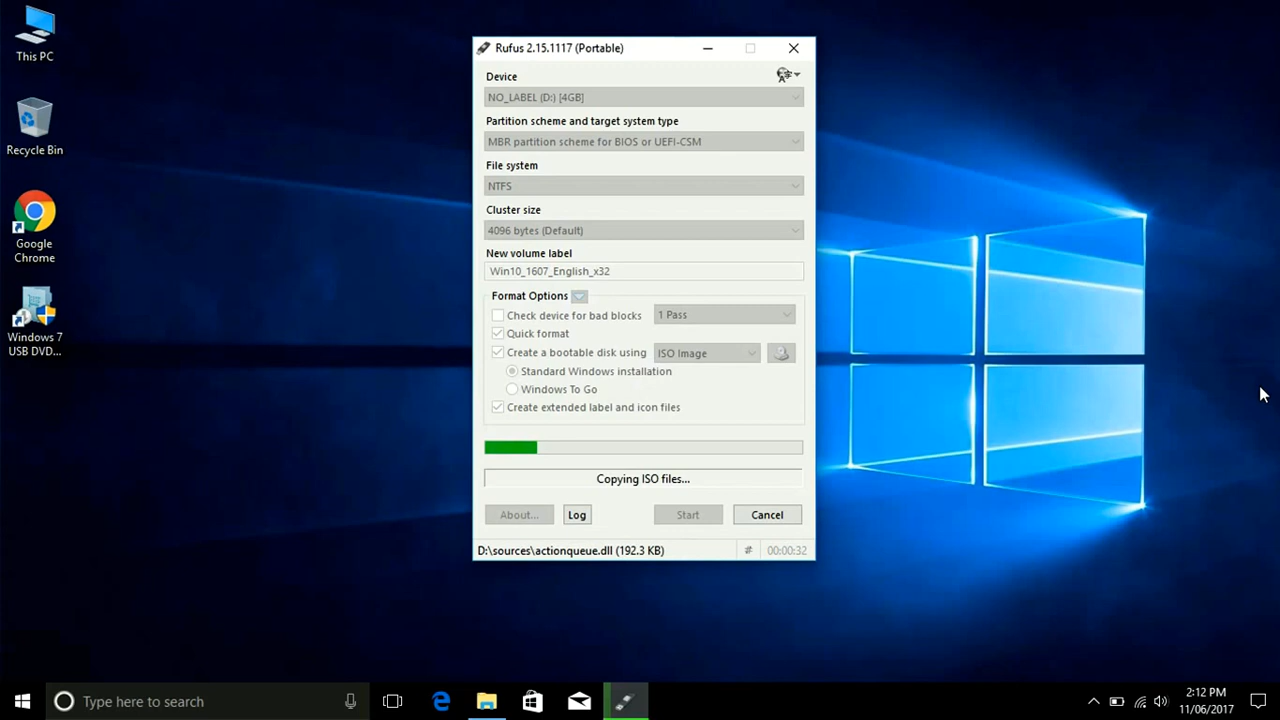 This PC
Recycle Bin
Google
Chrome
Windows 7
USB DVD...
Rufus 2.15.1117 (Portable)
Device
NO_LABEL (D:) [4GB]
Partition scheme and target system type
MBR partition scheme for BIOS or UEFI-CSM
File system
NTFS
Cluster size
4096 bytes (Default)
New volume label
Win10_1607_English_x32
Format Options
Check device for bad blocks
1 Pass
Quick format
Create a bootable disk using
ISO Image
Standard Windows installation
Windows To Go
Create extended label and icon files
Copying ISO files...
About...
Log
Start
Cancel
D:\sources\actionqueue.dll (192.3 KB)
#
00:00:32
Type here to search
2:12 PM
11/06/2017